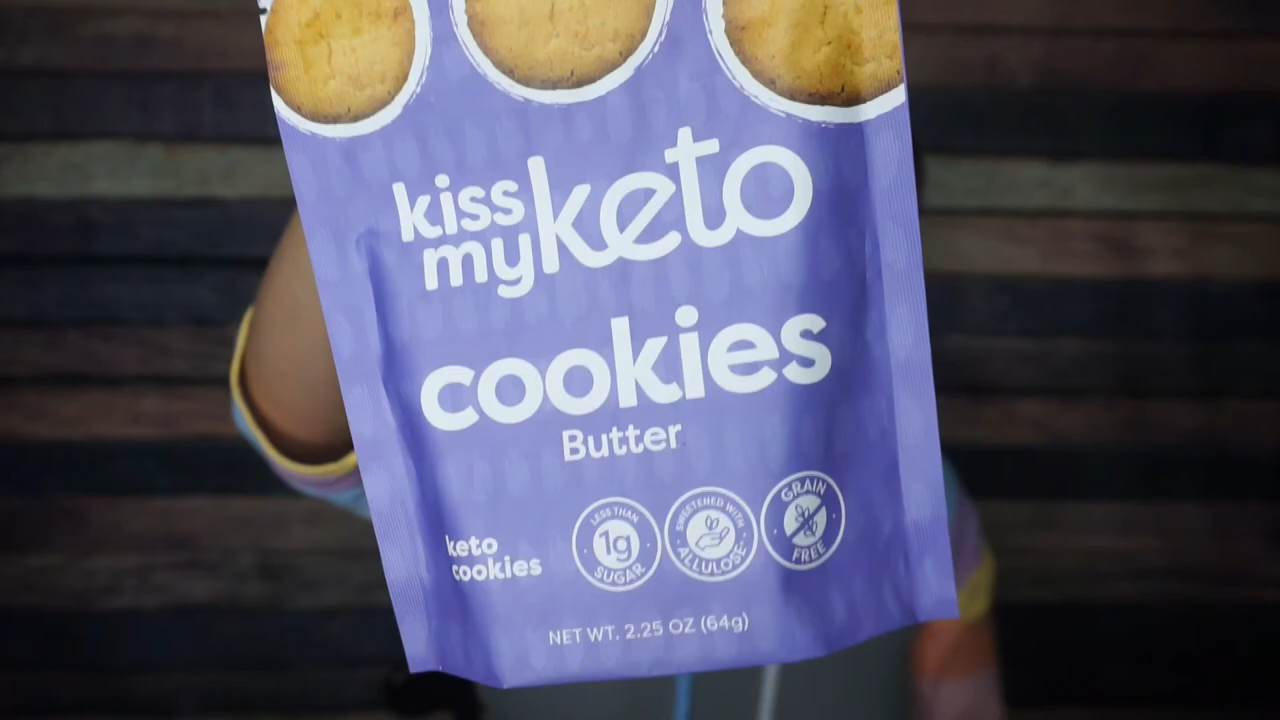 kiss
my keto
cookies
Butter
keto
cookies
LESS THAN
1g
SUGAR
SWEETENED WITH
ALLULOSE
GRAIN
FREE
NET WT. 2.25 OZ (64g)